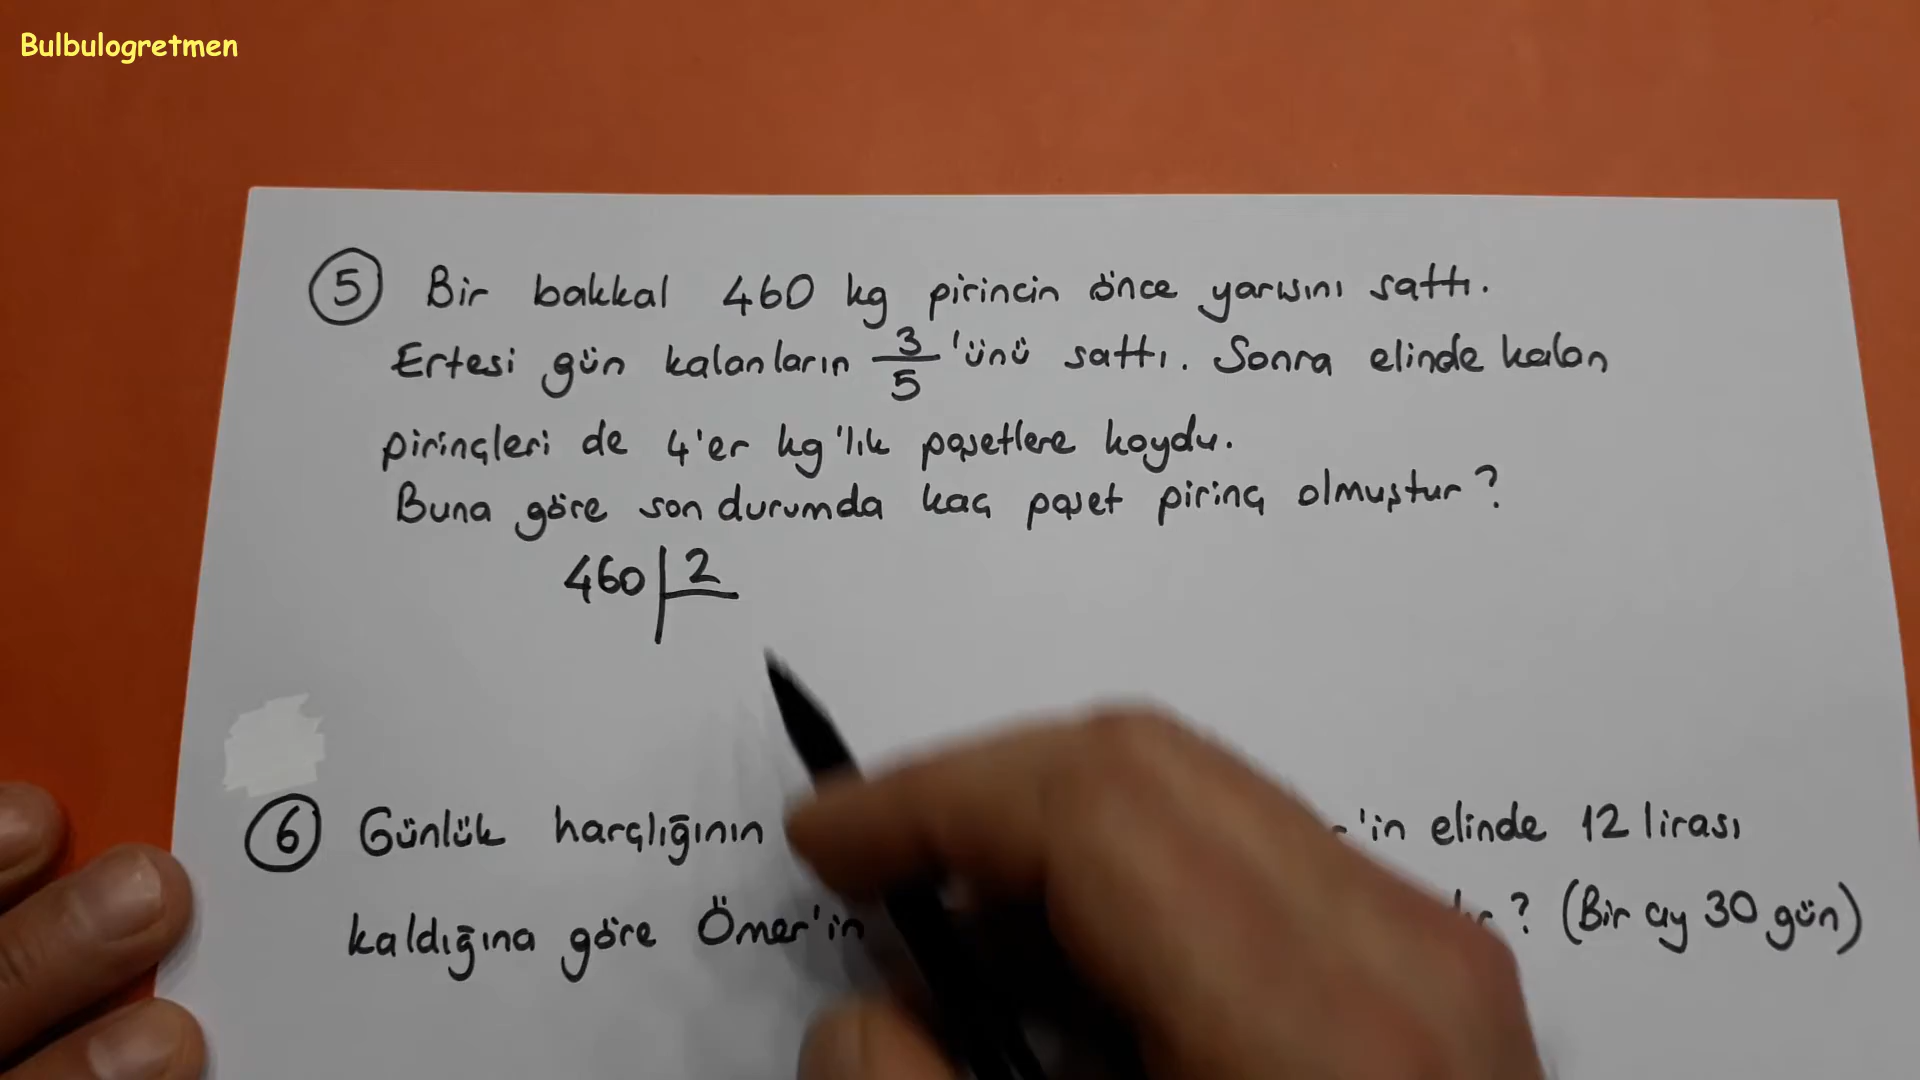 Bulbulogretmen
5 Bir bakkal 460 kg pirincin önce yarısını sattı.
Ertesi gün kalanların 3/5 'ünü sattı. Sonra elinde kalan
pirinçleri de 4'er kg'lık poşetlere koydu.
Buna göre son durumda kaç poşet pirinç olmuştur?
460 2
6 Günlük harçlığının 'in elinde 12 lirası
kaldığına göre Ömer'in ? (Bir ay 30 gün)